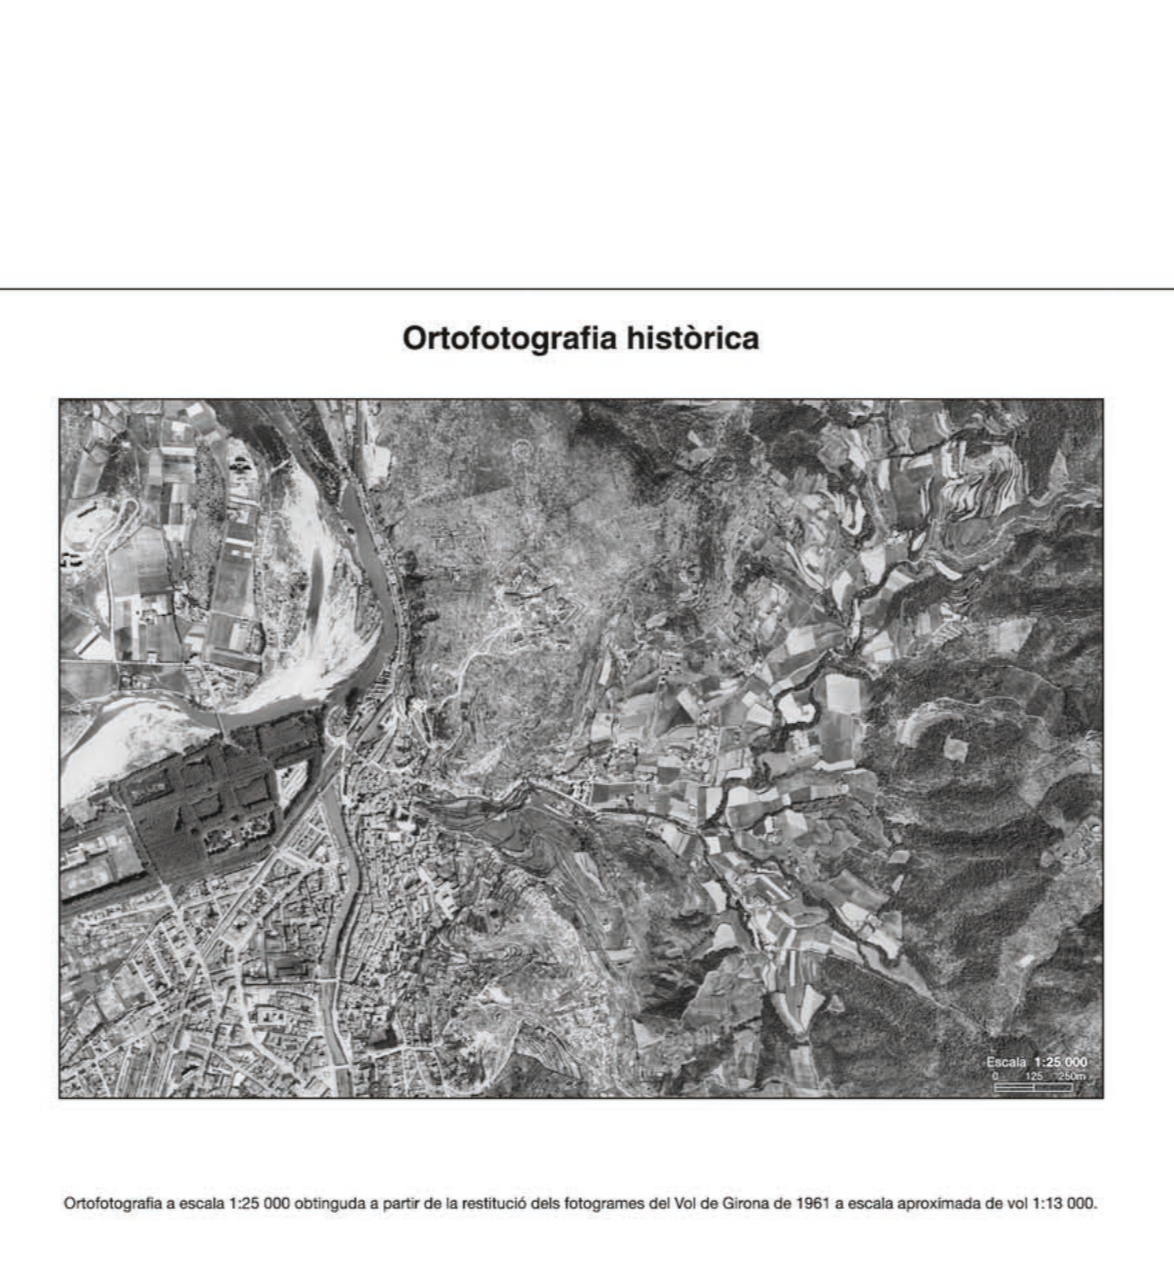 Ortofotografia històrica
Escala 1:25 000
0 125 250m
Ortofotografia a escala 1:25 000 obtinguda a partir de la restitució dels fotogrames del Vol de Girona de 1961 a escala aproximada de vol 1:13 000.